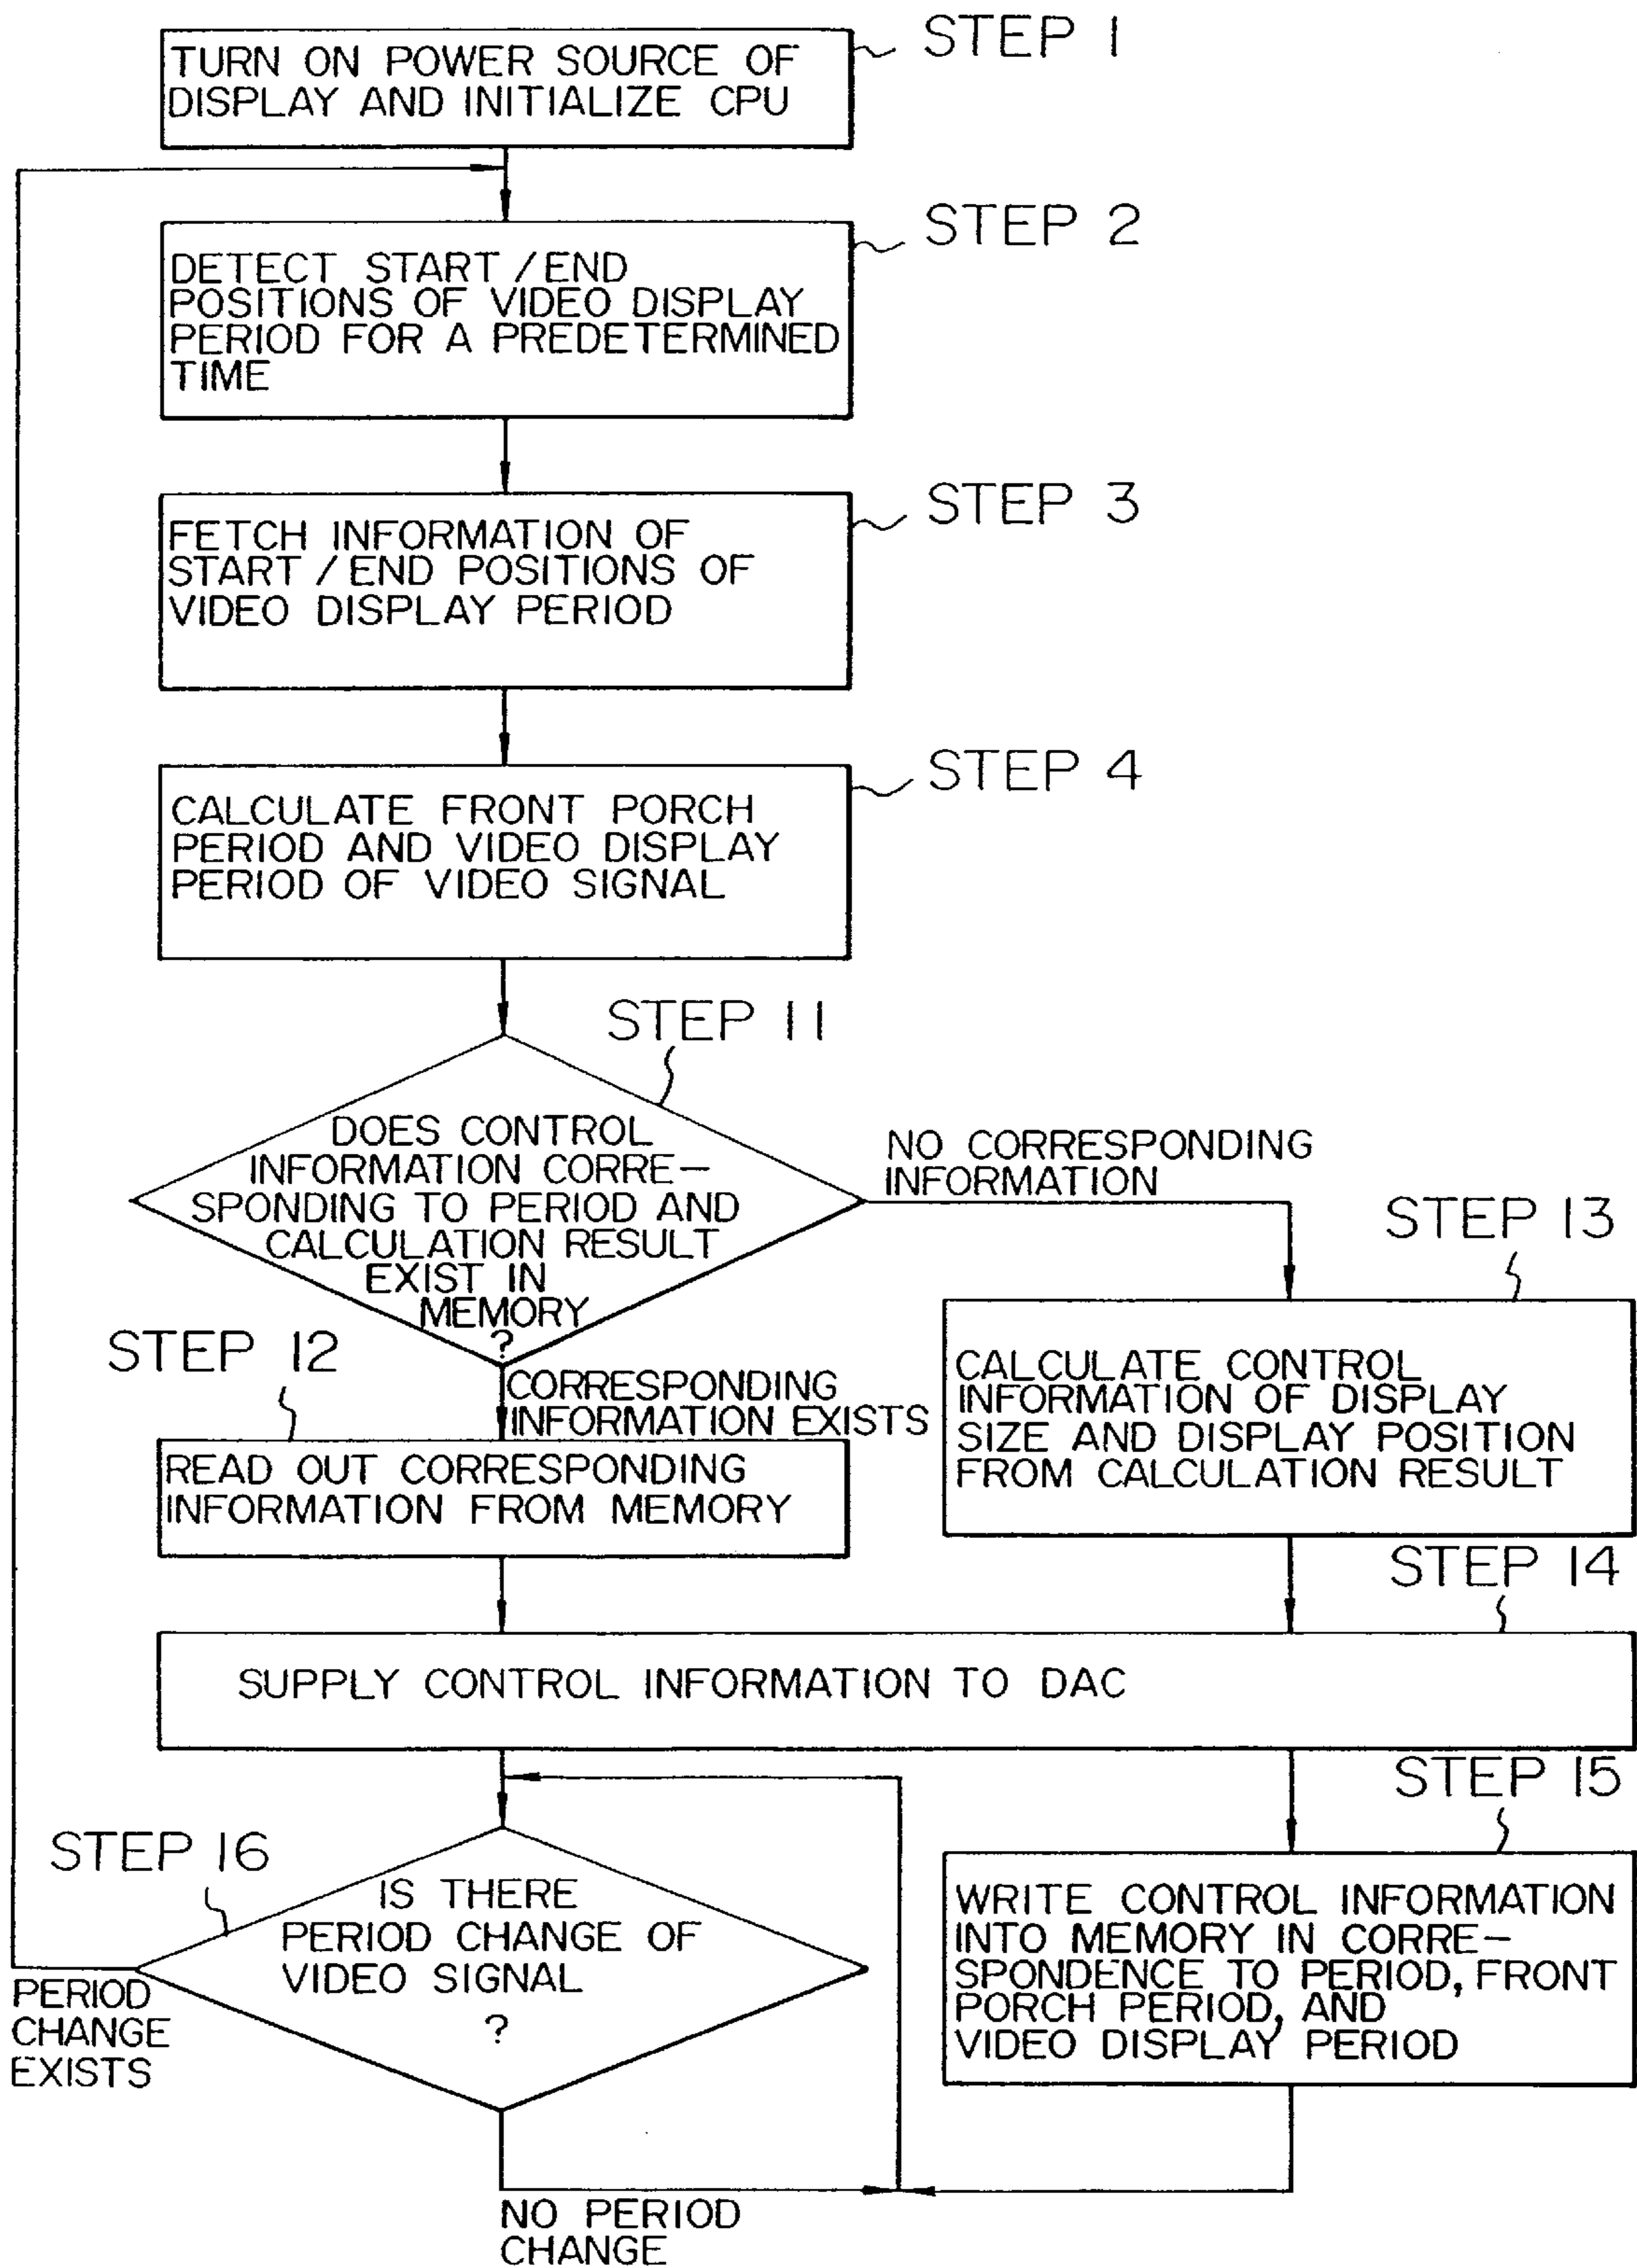 STEP 1
TURN ON POWER SOURCE OF
DISPLAY AND INITIALIZE CPU
STEP 2
DETECT START / END
POSITIONS OF VIDEO DISPLAY
PERIOD FOR A PREDETERMINED
TIME
STEP 3
FETCH INFORMATION OF
START / END POSITIONS OF
VIDEO DISPLAY PERIOD
STEP 4
CALCULATE FRONT PORCH
PERIOD AND VIDEO DISPLAY
PERIOD OF VIDEO SIGNAL
STEP 11
DOES CONTROL
INFORMATION CORRE–
SPONDING TO PERIOD AND
CALCULATION RESULT
EXIST IN
MEMORY
?
NO CORRESPONDING
INFORMATION
STEP 12
CORRESPONDING
INFORMATION EXISTS
READ OUT CORRESPONDING
INFORMATION FROM MEMORY
STEP 13
CALCULATE CONTROL
INFORMATION OF DISPLAY
SIZE AND DISPLAY POSITION
FROM CALCULATION RESULT
STEP 14
SUPPLY CONTROL INFORMATION TO DAC
STEP 15
WRITE CONTROL INFORMATION
INTO MEMORY IN CORRE–
SPONDENCE TO PERIOD, FRONT
PORCH PERIOD, AND
VIDEO DISPLAY PERIOD
STEP 16
IS THERE
PERIOD CHANGE OF
VIDEO SIGNAL
?
PERIOD
CHANGE
EXISTS
NO PERIOD
CHANGE